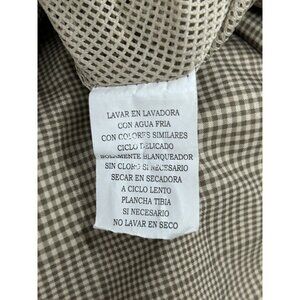 LAVAR EN LAVADORA
CON AGUA FRIA
CON COLORES SIMILARES
CICLO DELICADO
SOLAMENTE BLANQUEADOR
SIN CLORO SI NECESARIO
SECAR EN SECADORA
A CICLO LENTO
PLANCHA TIBIA
SI NECESARIO
NO LAVAR EN SECO